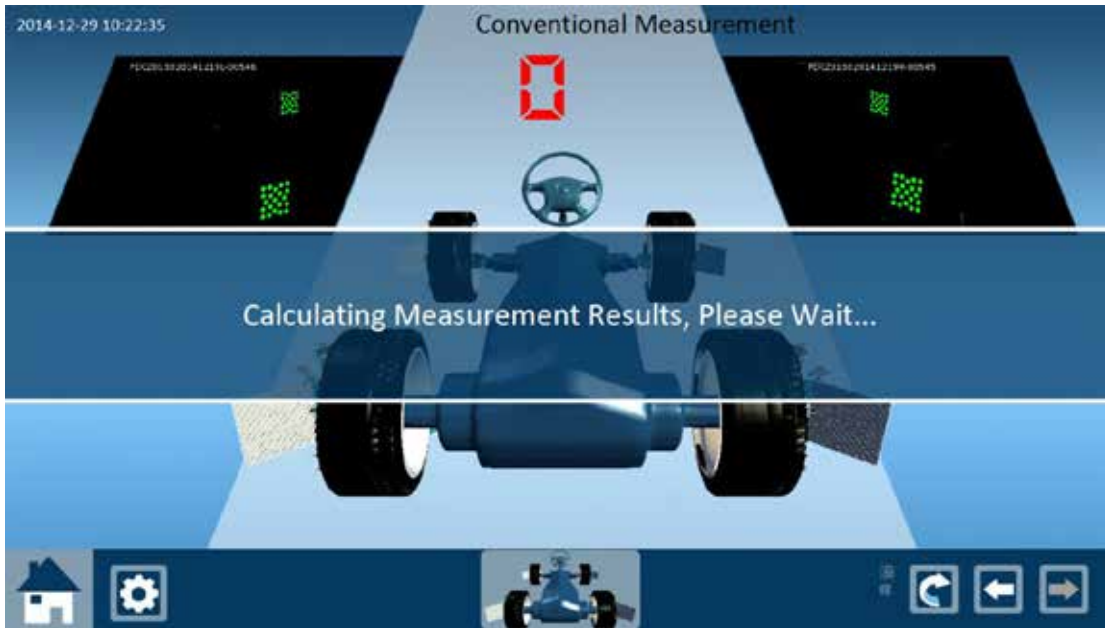 2014-12-29 10:22:35
Conventional Measurement
0
Calculating Measurement Results, Please Wait...